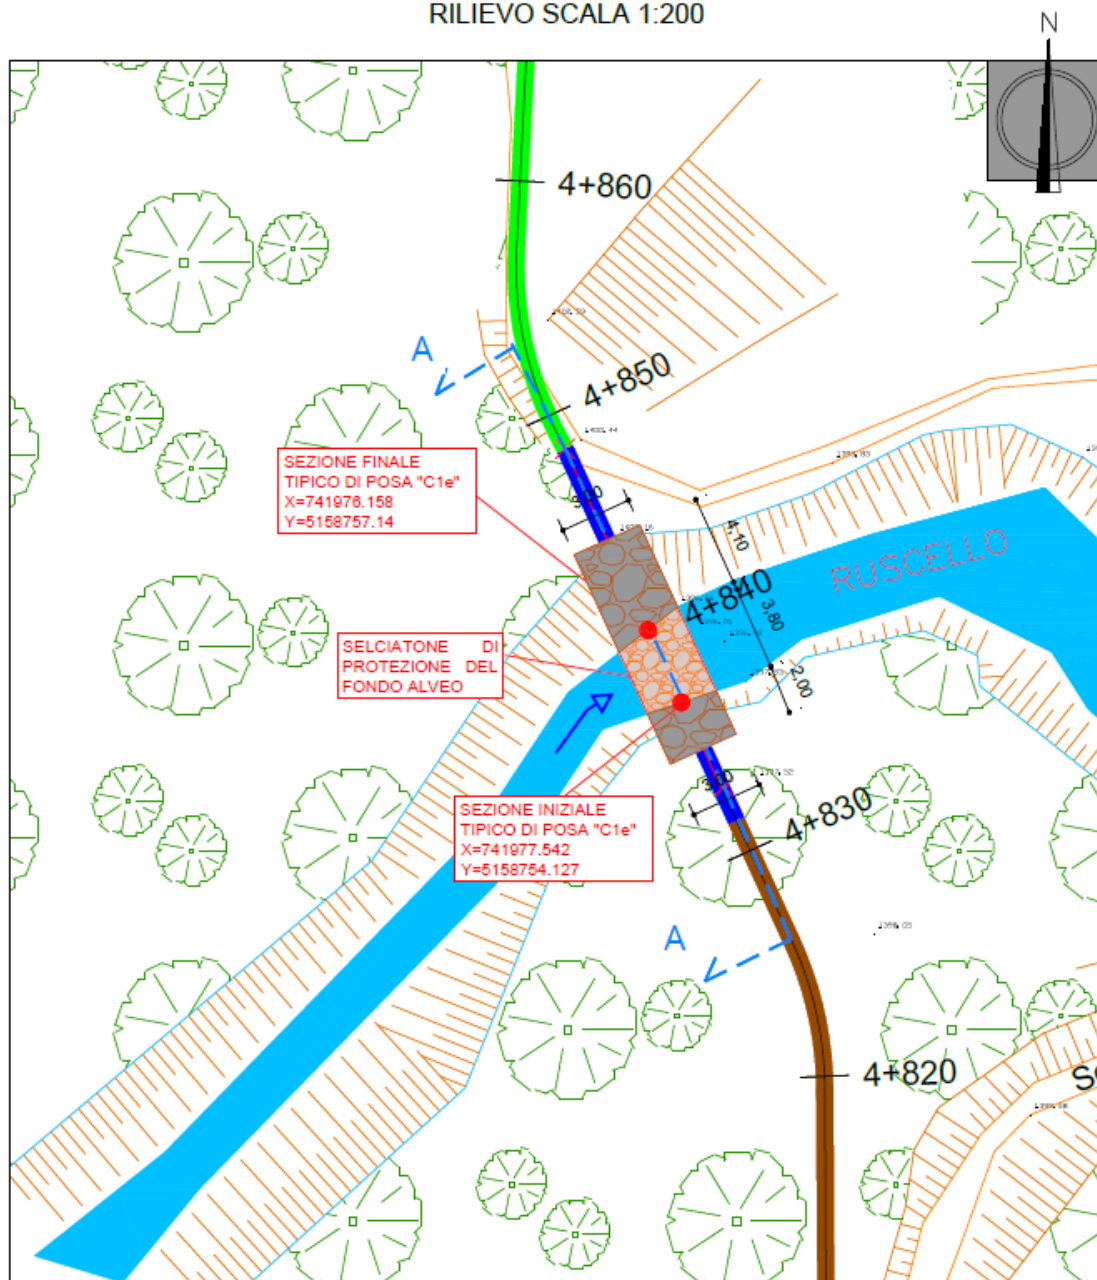 RILIEVO SCALA 1:200
N
4+860
A
4+850
SEZIONE FINALE
TIPICO DI POSA "C1e"
X=741976.158
Y=5158757.14
4,10
RUSCELLO
4+840
3,80
SELCIATONE DI
PROTEZIONE DEL
FONDO ALVEO
2,00
3,00
SEZIONE INIZIALE
TIPICO DI POSA "C1e"
X=741977.542
Y=5158754.127
4+830
A
4+820